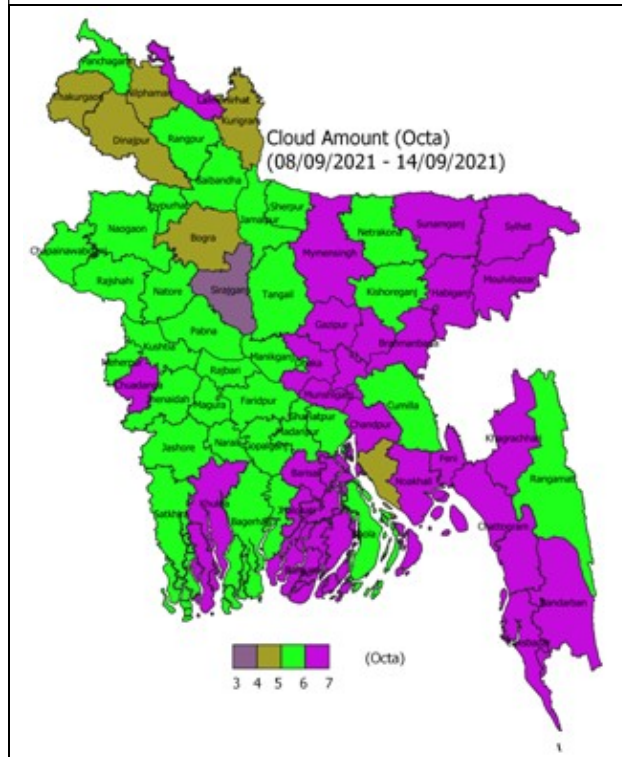 Panchagarh
Thakurgaon
Nilphamari
Lalmonirhat
Kurigram
Dinajpur
Rangpur
Cloud Amount (Octa)
(08/09/2021 - 14/09/2021)
Gaibandha
Joypurhat
Sherpur
Jamalpur
Naogaon
Bogra
Mymensingh
Netrakona
Sunamganj
Sylhet
Chapainawabganj
Rajshahi
Natore
Sirajganj
Tangail
Kishoreganj
Habiganj
Moulvibazar
Pabna
Gazipur
Brahmanbaria
Kushtia
Manikganj
Dhaka
Meherpur
Rajbari
Chuadanga
Jhenaidah
Magura
Faridpur
Munshiganj
Cumilla
Shariatpur
Madaripur
Chandpur
Khagrachhari
Jashore
Narail
Gopalganj
Feni
Barisal
Noakhali
Rangamati
Satkhira
Khulna
Bagerhat
Bhola
Chattogram
Bandarban
3 4 5 6 7
(Octa)